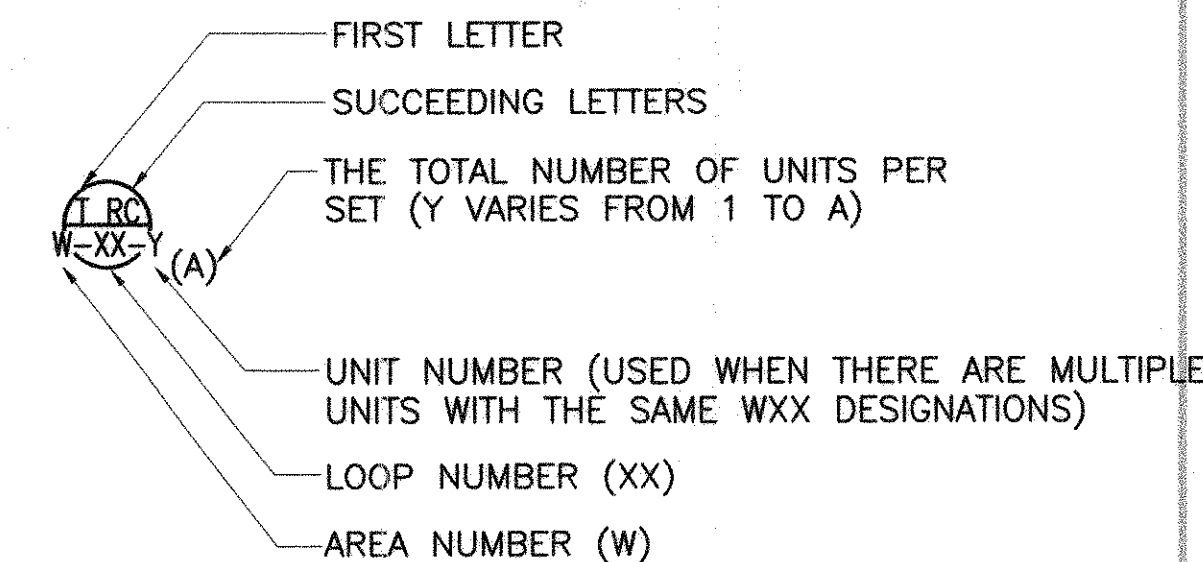 FIRST LETTER
SUCCEEDING LETTERS
THE TOTAL NUMBER OF UNITS PER
SET (Y VARIES FROM 1 TO A)
T RC
W-XX-Y
(A)
UNIT NUMBER (USED WHEN THERE ARE MULTIPLE
UNITS WITH THE SAME WXX DESIGNATIONS)
LOOP NUMBER (XX)
AREA NUMBER (W)